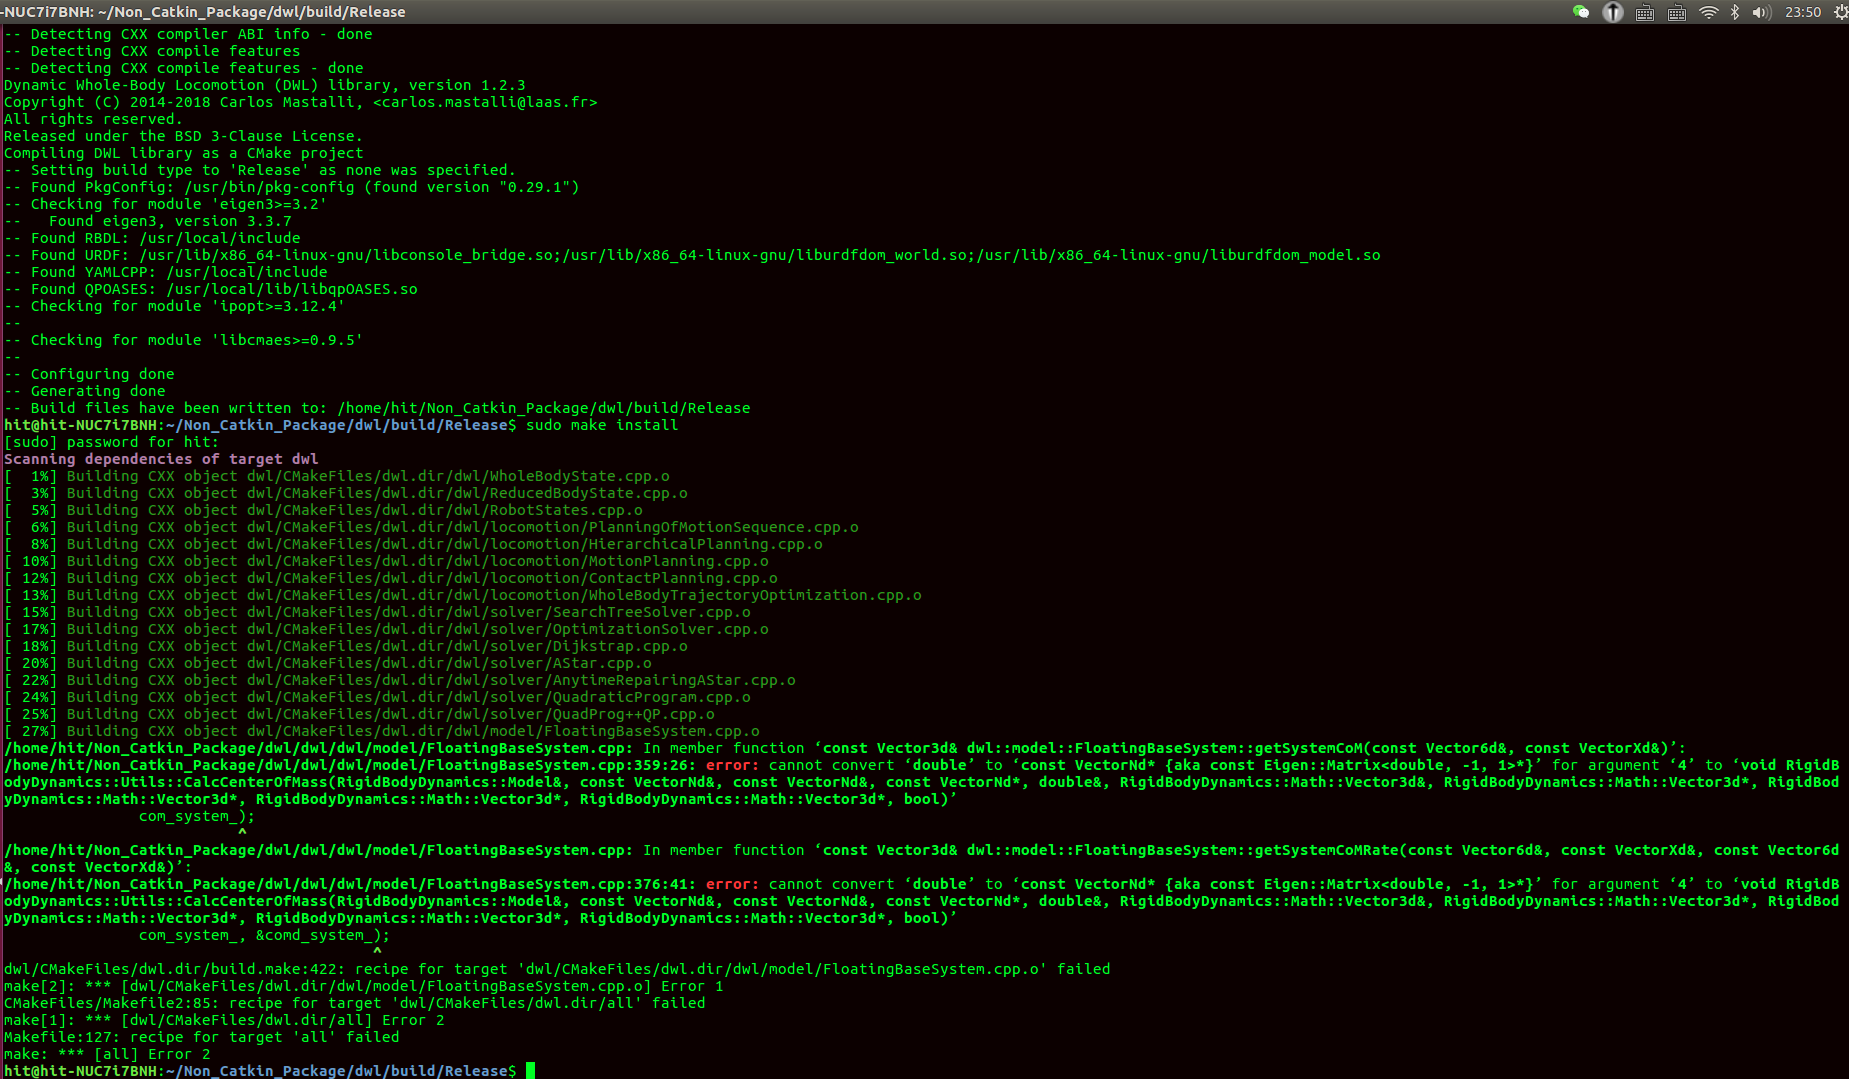 -NUC7i7BNH: ~/Non_Catkin_Package/dwl/build/Release 23:50
-- Detecting CXX compiler ABI info - done
-- Detecting CXX compile features
-- Detecting CXX compile features - done
Dynamic Whole-Body Locomotion (DWL) library, version 1.2.3
Copyright (C) 2014-2018 Carlos Mastalli, <carlos.mastalli@laas.fr>
All rights reserved.
Released under the BSD 3-Clause License.
Compiling DWL library as a CMake project
-- Setting build type to 'Release' as none was specified.
-- Found PkgConfig: /usr/bin/pkg-config (found version "0.29.1")
-- Checking for module 'eigen3>=3.2'
--   Found eigen3, version 3.3.7
-- Found RBDL: /usr/local/include
-- Found URDF: /usr/lib/x86_64-linux-gnu/libconsole_bridge.so;/usr/lib/x86_64-linux-gnu/liburdfdom_world.so;/usr/lib/x86_64-linux-gnu/liburdfdom_model.so
-- Found YAMLCPP: /usr/local/include
-- Found QPOASES: /usr/local/lib/libqpOASES.so
-- Checking for module 'ipopt>=3.12.4'
--
-- Checking for module 'libcmaes>=0.9.5'
--
-- Configuring done
-- Generating done
-- Build files have been written to: /home/hit/Non_Catkin_Package/dwl/build/Release
hit@hit-NUC7i7BNH:~/Non_Catkin_Package/dwl/build/Release$ sudo make install
[sudo] password for hit:
Scanning dependencies of target dwl
[  1%] Building CXX object dwl/CMakeFiles/dwl.dir/dwl/WholeBodyState.cpp.o
[  3%] Building CXX object dwl/CMakeFiles/dwl.dir/dwl/ReducedBodyState.cpp.o
[  5%] Building CXX object dwl/CMakeFiles/dwl.dir/dwl/RobotStates.cpp.o
[  6%] Building CXX object dwl/CMakeFiles/dwl.dir/dwl/locomotion/PlanningOfMotionSequence.cpp.o
[  8%] Building CXX object dwl/CMakeFiles/dwl.dir/dwl/locomotion/HierarchicalPlanning.cpp.o
[ 10%] Building CXX object dwl/CMakeFiles/dwl.dir/dwl/locomotion/MotionPlanning.cpp.o
[ 12%] Building CXX object dwl/CMakeFiles/dwl.dir/dwl/locomotion/ContactPlanning.cpp.o
[ 13%] Building CXX object dwl/CMakeFiles/dwl.dir/dwl/locomotion/WholeBodyTrajectoryOptimization.cpp.o
[ 15%] Building CXX object dwl/CMakeFiles/dwl.dir/dwl/solver/SearchTreeSolver.cpp.o
[ 17%] Building CXX object dwl/CMakeFiles/dwl.dir/dwl/solver/OptimizationSolver.cpp.o
[ 18%] Building CXX object dwl/CMakeFiles/dwl.dir/dwl/solver/Dijkstrap.cpp.o
[ 20%] Building CXX object dwl/CMakeFiles/dwl.dir/dwl/solver/AStar.cpp.o
[ 22%] Building CXX object dwl/CMakeFiles/dwl.dir/dwl/solver/AnytimeRepairingAStar.cpp.o
[ 24%] Building CXX object dwl/CMakeFiles/dwl.dir/dwl/solver/QuadraticProgram.cpp.o
[ 25%] Building CXX object dwl/CMakeFiles/dwl.dir/dwl/solver/QuadProg++QP.cpp.o
[ 27%] Building CXX object dwl/CMakeFiles/dwl.dir/dwl/model/FloatingBaseSystem.cpp.o
/home/hit/Non_Catkin_Package/dwl/dwl/dwl/model/FloatingBaseSystem.cpp: In member function ‘const Vector3d& dwl::model::FloatingBaseSystem::getSystemCoM(const Vector6d&, const VectorXd&)’:
/home/hit/Non_Catkin_Package/dwl/dwl/dwl/model/FloatingBaseSystem.cpp:359:26: error: cannot convert ‘double’ to ‘const VectorNd* {aka const Eigen::Matrix<double, -1, 1>*}’ for argument ‘4’ to ‘void RigidB
odyDynamics::Utils::CalcCenterOfMass(RigidBodyDynamics::Model&, const VectorNd&, const VectorNd&, const VectorNd*, double&, RigidBodyDynamics::Math::Vector3d&, RigidBodyDynamics::Math::Vector3d*, RigidBo
dyDynamics::Math::Vector3d*, RigidBodyDynamics::Math::Vector3d*, RigidBodyDynamics::Math::Vector3d*, bool)’
com_system_);
^
/home/hit/Non_Catkin_Package/dwl/dwl/dwl/model/FloatingBaseSystem.cpp: In member function ‘const Vector3d& dwl::model::FloatingBaseSystem::getSystemCoMRate(const Vector6d&, const VectorXd&, const Vector6d
&, const VectorXd&)’:
/home/hit/Non_Catkin_Package/dwl/dwl/dwl/model/FloatingBaseSystem.cpp:376:41: error: cannot convert ‘double’ to ‘const VectorNd* {aka const Eigen::Matrix<double, -1, 1>*}’ for argument ‘4’ to ‘void RigidB
odyDynamics::Utils::CalcCenterOfMass(RigidBodyDynamics::Model&, const VectorNd&, const VectorNd&, const VectorNd*, double&, RigidBodyDynamics::Math::Vector3d&, RigidBodyDynamics::Math::Vector3d*, RigidBo
dyDynamics::Math::Vector3d*, RigidBodyDynamics::Math::Vector3d*, RigidBodyDynamics::Math::Vector3d*, bool)’
com_system_, &comd_system_);
^
dwl/CMakeFiles/dwl.dir/build.make:422: recipe for target 'dwl/CMakeFiles/dwl.dir/dwl/model/FloatingBaseSystem.cpp.o' failed
make[2]: *** [dwl/CMakeFiles/dwl.dir/dwl/model/FloatingBaseSystem.cpp.o] Error 1
CMakeFiles/Makefile2:85: recipe for target 'dwl/CMakeFiles/dwl.dir/all' failed
make[1]: *** [dwl/CMakeFiles/dwl.dir/all] Error 2
Makefile:127: recipe for target 'all' failed
make: *** [all] Error 2
hit@hit-NUC7i7BNH:~/Non_Catkin_Package/dwl/build/Release$